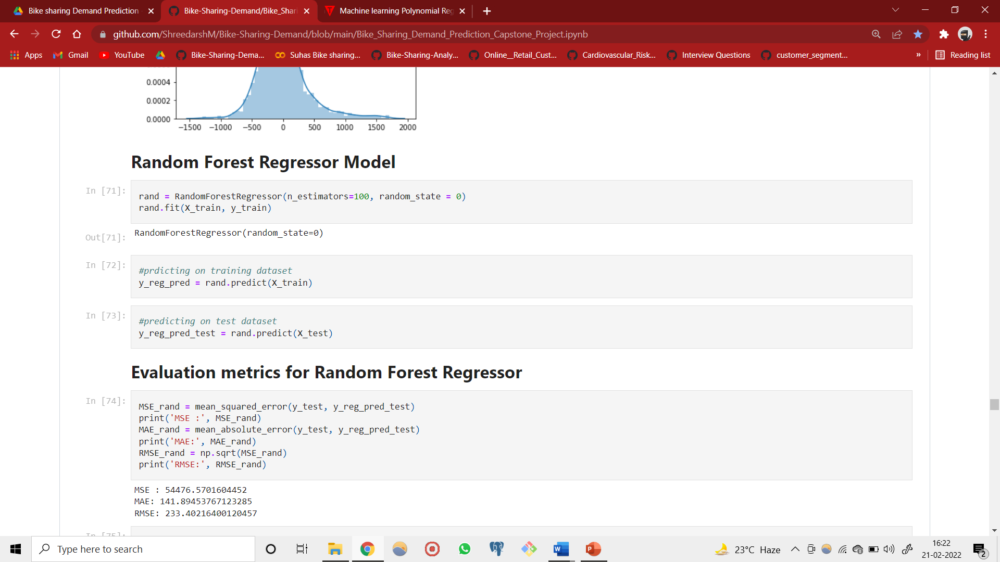 Bike sharing Demand Prediction
Bike-Sharing-Demand/Bike_Shari
Machine learning Polynomial Reg
github.com/ShreedarshM/Bike-Sharing-Demand/blob/main/Bike_Sharing_Demand_Prediction_Capstone_Project.ipynb
Apps
Gmail
YouTube
Bike-Sharing-Dema...
Suhas Bike sharing...
Bike-Sharing-Analy...
Online__Retail_Cust...
Cardiovascular_Risk...
Interview Questions
customer_segment...
»
Reading list
0.0004
0.0002
0.0000
−1500 −1000 −500 0 500 1000 1500 2000
Random Forest Regressor Model
In [71]:
rand = RandomForestRegressor(n_estimators=100, random_state = 0)
rand.fit(X_train, y_train)
Out[71]:
RandomForestRegressor(random_state=0)
In [72]:
#prdicting on training dataset
y_reg_pred = rand.predict(X_train)
In [73]:
#predicting on test dataset
y_reg_pred_test = rand.predict(X_test)
Evaluation metrics for Random Forest Regressor
In [74]:
MSE_rand = mean_squared_error(y_test, y_reg_pred_test)
print('MSE :', MSE_rand)
MAE_rand = mean_absolute_error(y_test, y_reg_pred_test)
print('MAE:', MAE_rand)
RMSE_rand = np.sqrt(MSE_rand)
print('RMSE:', RMSE_rand)
MSE : 54476.5701604452
MAE: 141.89453767123285
RMSE: 233.40216400120457
In [75]:
Type here to search
23°C Haze
16:22
21-02-2022
2